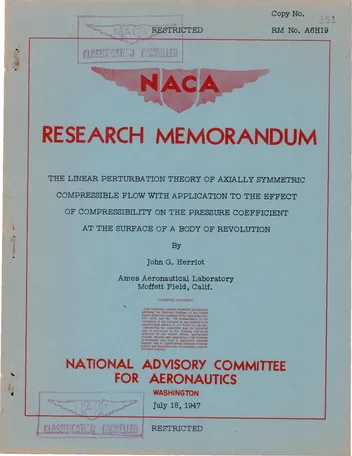 Copy No. 331
RESTRICTED
RM No. A6H19
CLASSIFICATION CANCELLED
NACA
RESEARCH MEMORANDUM
THE LINEAR PERTURBATION THEORY OF AXIALLY SYMMETRIC
COMPRESSIBLE FLOW WITH APPLICATION TO THE EFFECT
OF COMPRESSIBILITY ON THE PRESSURE COEFFICIENT
AT THE SURFACE OF A BODY OF REVOLUTION
By
John G. Herriot
Ames Aeronautical Laboratory
Moffett Field, Calif.
NATIONAL ADVISORY COMMITTEE
FOR AERONAUTICS
WASHINGTON
July 18, 1947
CLASSIFICATION CANCELLED
RESTRICTED